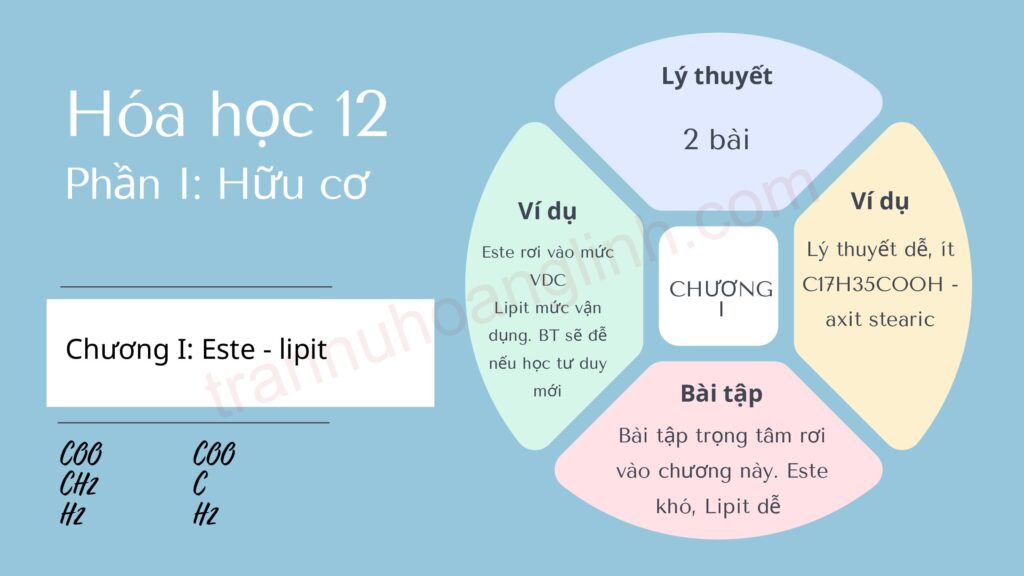 Hóa học 12
Phần I: Hữu cơ
Chương I: Este - lipit
COO
CH2
H2
COO
C
H2
Lý thuyết
2 bài
Ví dụ
Este rơi vào mức
VDC
Lipit mức vận
dụng. BT sẽ đễ
nếu học tư duy
mới
CHƯƠNG
I
Ví dụ
Lý thuyết dễ, ít
C17H35COOH -
axit stearic
Bài tập
Bài tập trọng tâm rơi
vào chương này. Este
khó, Lipit dễ
trannuhoanglinh.com